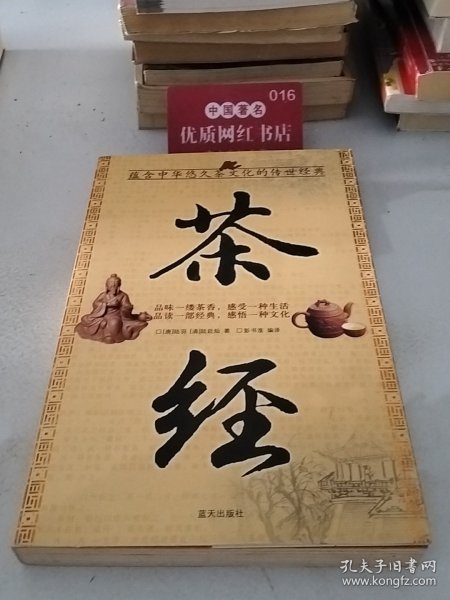 016
中国著名
优质网红书店
蕴含中华悠久茶文化的传世经典
茶
品味一缕茶香,感受一种生活
品读一部经典,感悟一种文化
□[唐]陆羽 [清]陆廷灿 著 □彭书淮 编译
经
蓝天出版社
孔夫子旧书网
www.kongfz.com